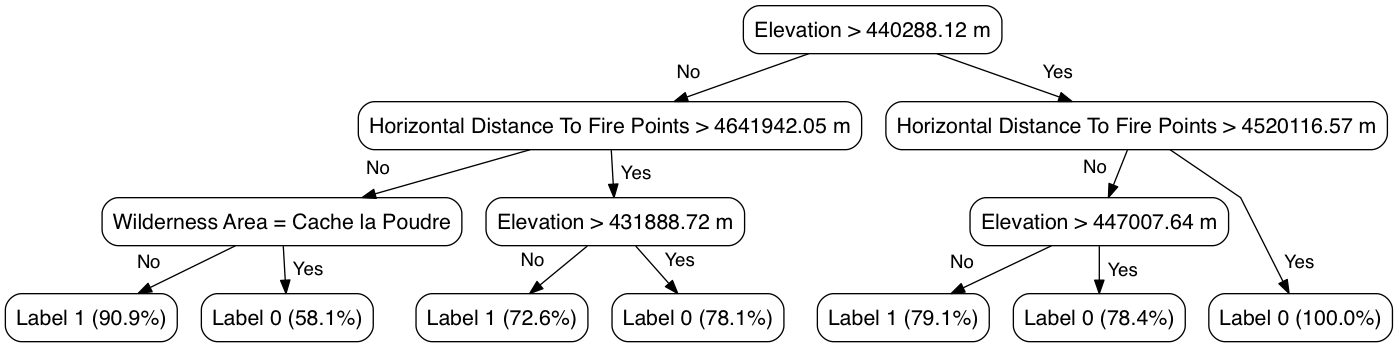 Elevation > 440288.12 m
No
Yes
Horizontal Distance To Fire Points > 4641942.05 m
Horizontal Distance To Fire Points > 4520116.57 m
No
Yes
No
Wilderness Area = Cache la Poudre
Elevation > 431888.72 m
Elevation > 447007.64 m
No
Yes
No
Yes
No
Yes
Yes
Label 1 (90.9%)
Label 0 (58.1%)
Label 1 (72.6%)
Label 0 (78.1%)
Label 1 (79.1%)
Label 0 (78.4%)
Label 0 (100.0%)